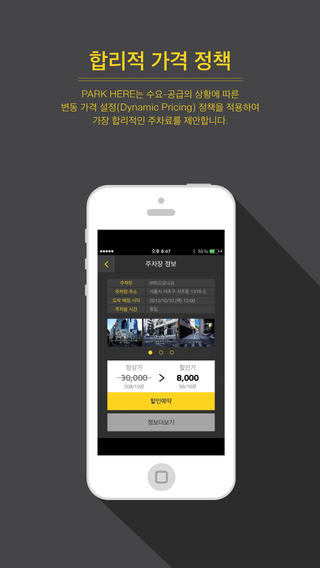 합리적 가격 정책
PARK HERE는 수요-공급의 상황에 따른
변동 가격 설정(Dynamic Pricing) 정책을 적용하여
가장 합리적인 주차료를 제안합니다.
오후 8:47
55%
주차장 정보
주차장
주차장 주소 서울시 서초구 서초동 1316-5
도착 예정 시각 2013/10/10 (목) 13:00
주차할 시간 종일
정상가 할인가
30,000 > 8,000
할인예약
정보더보기